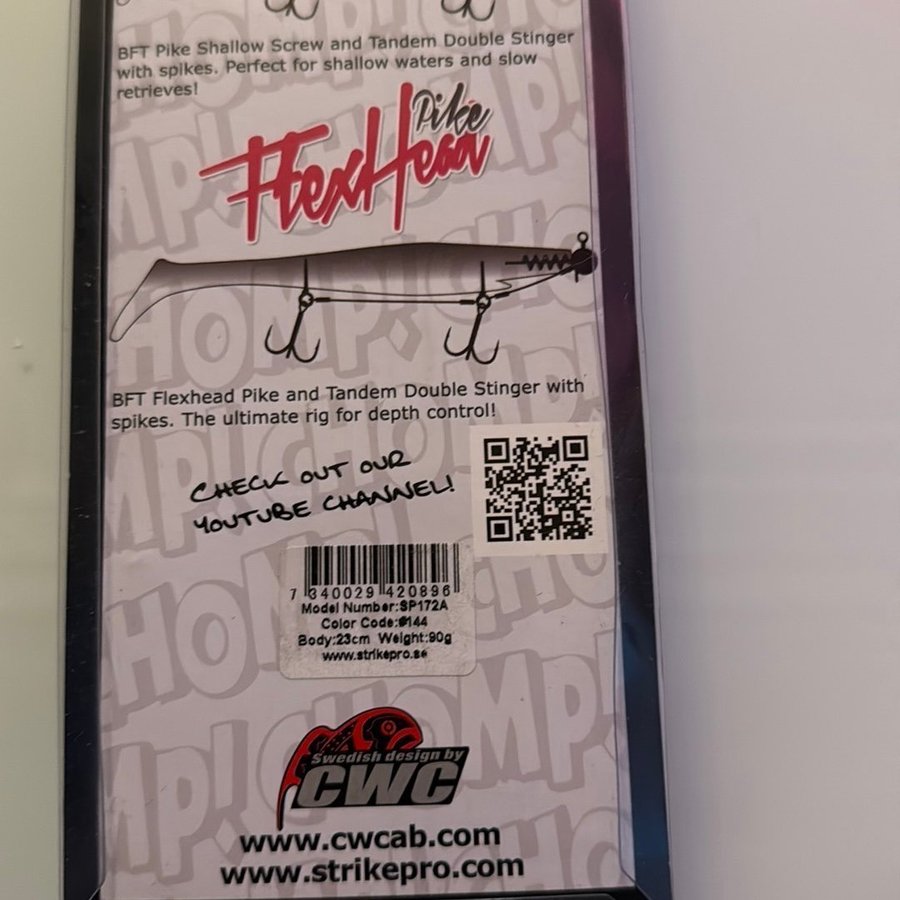 BFT Pike Shallow Screw and Tandem Double Stinger
with spikes. Perfect for shallow waters and slow
retrieves!
Pike
FlexHead
BFT Flexhead Pike and Tandem Double Stinger with
spikes. The ultimate rig for depth control!
CHECK OUT OUR
YOUTUBE CHANNEL!
7 340029 420896
Model Number:SP172A
Color Code:#144
Body:23cm Weight:90g
www.strikepro.se
Swedish design by
CWC
www.cwcab.com
www.strikepro.com
CHOMP!